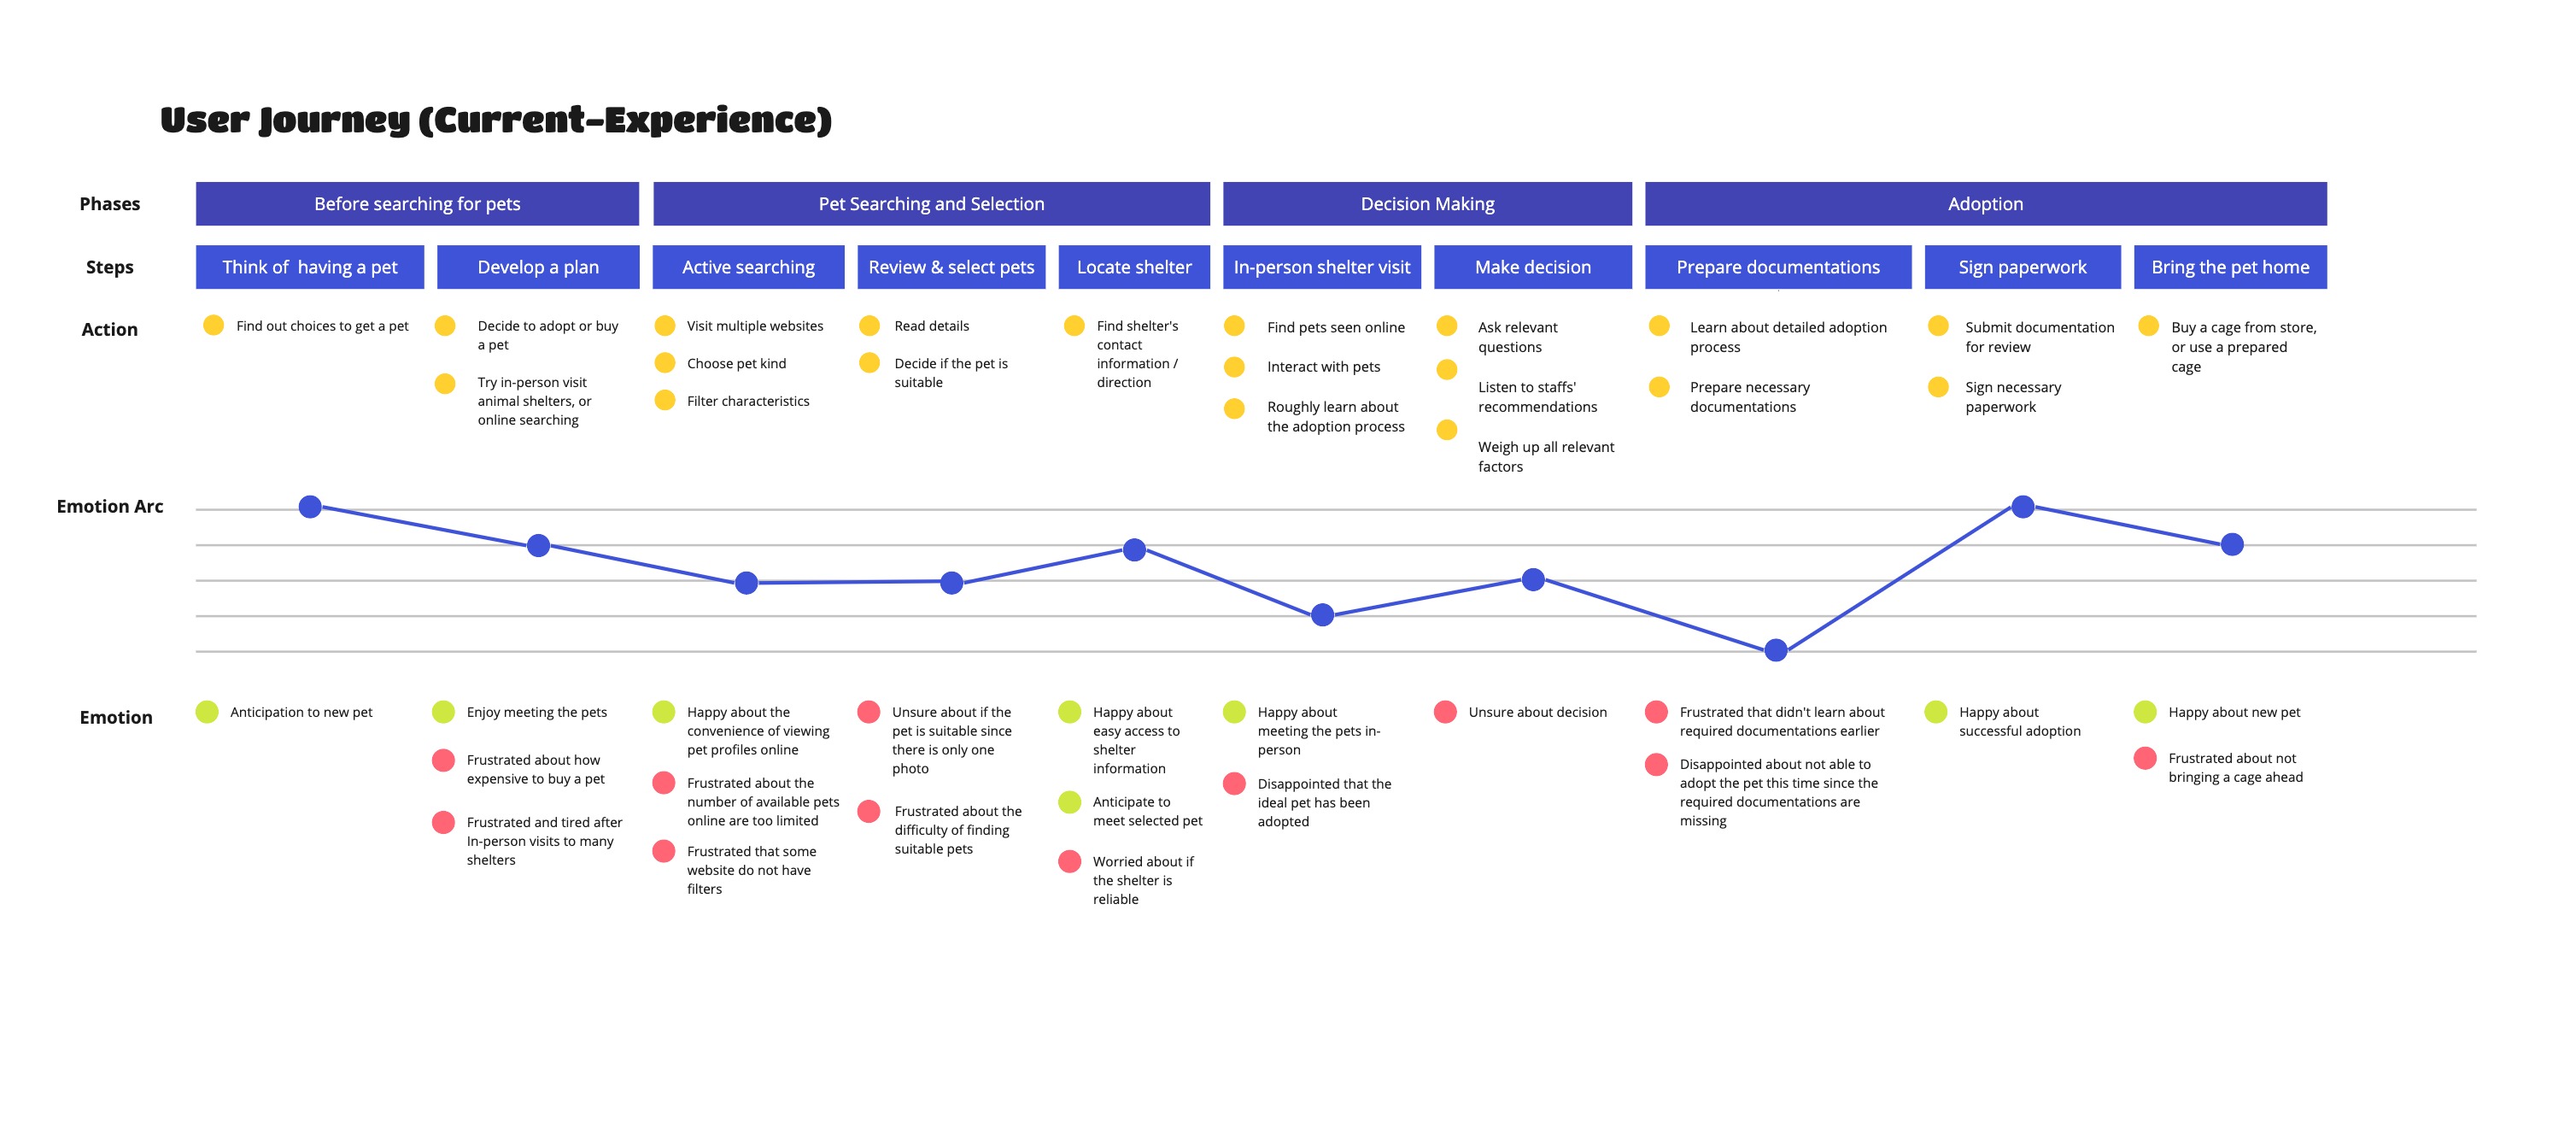 User Journey (Current-Experience)
Phases
Before searching for pets
Pet Searching and Selection
Decision Making
Adoption
Steps
Think of  having a pet
Develop a plan
Active searching
Review & select pets
Locate shelter
In-person shelter visit
Make decision
Prepare documentations
Sign paperwork
Bring the pet home
Action
Find out choices to get a pet
Decide to adopt or buy
a pet
Try in-person visit
animal shelters, or
online searching
Visit multiple websites
Choose pet kind
Filter characteristics
Read details
Decide if the pet is
suitable
Find shelter's
contact
information /
direction
Find pets seen online
Interact with pets
Roughly learn about
the adoption process
Ask relevant
questions
Listen to staffs'
recommendations
Weigh up all relevant
factors
Learn about detailed adoption
process
Prepare necessary
documentations
Submit documentation
for review
Sign necessary
paperwork
Buy a cage from store,
or use a prepared
cage
Emotion Arc
Emotion
Anticipation to new pet
Enjoy meeting the pets
Frustrated about how
expensive to buy a pet
Frustrated and tired after
In-person visits to many
shelters
Happy about the
convenience of viewing
pet profiles online
Frustrated about the
number of available pets
online are too limited
Frustrated that some
website do not have
filters
Unsure about if the
pet is suitable since
there is only one
photo
Frustrated about the
difficulty of finding
suitable pets
Happy about
easy access to
shelter
information
Anticipate to
meet selected pet
Worried about if
the shelter is
reliable
Happy about
meeting the pets in-
person
Disappointed that the
ideal pet has been
adopted
Unsure about decision
Frustrated that didn't learn about
required documentations earlier
Disappointed about not able to
adopt the pet this time since the
required documentations are
missing
Happy about
successful adoption
Happy about new pet
Frustrated about not
bringing a cage ahead